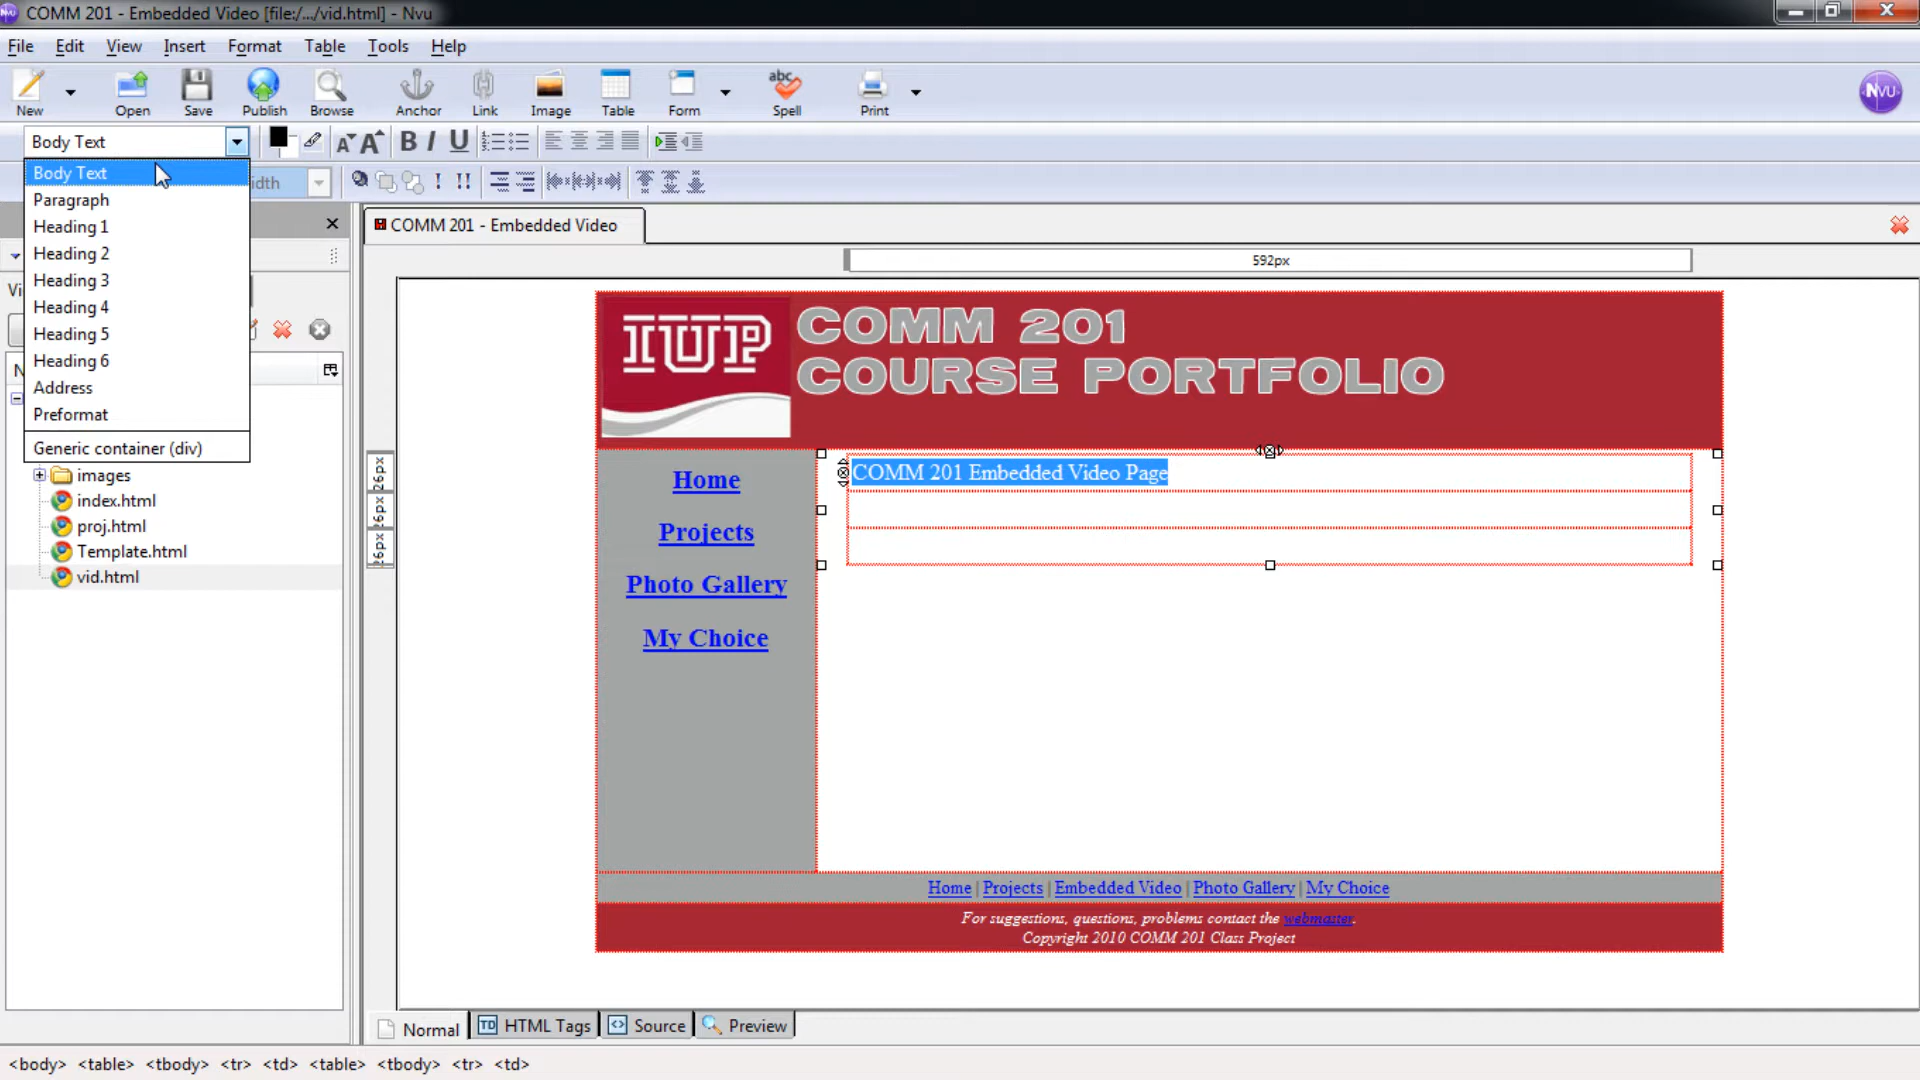 COMM 201 - Embedded Video [file:/.../vid.html] - Nvu
File Edit View Insert Format Table Tools Help
New Open Save Publish Browse Anchor Link Image Table Form Spell Print
Body Text
Body Text
Paragraph
Heading 1
Heading 2
Heading 3
Heading 4
Heading 5
Heading 6
Address
Preformat
Generic container (div)
images
index.html
proj.html
Template.html
vid.html
COMM 201 - Embedded Video
592px
IUP
COMM 201
COURSE PORTFOLIO
26px
26px
26px
COMM 201 Embedded Video Page
Home
Projects
Photo Gallery
My Choice
Home | Projects | Embedded Video | Photo Gallery | My Choice
For suggestions, questions, problems contact the webmaster.
Copyright 2010 COMM 201 Class Project
Normal HTML Tags Source Preview
<body> <table> <tbody> <tr> <td> <table> <tbody> <tr> <td>